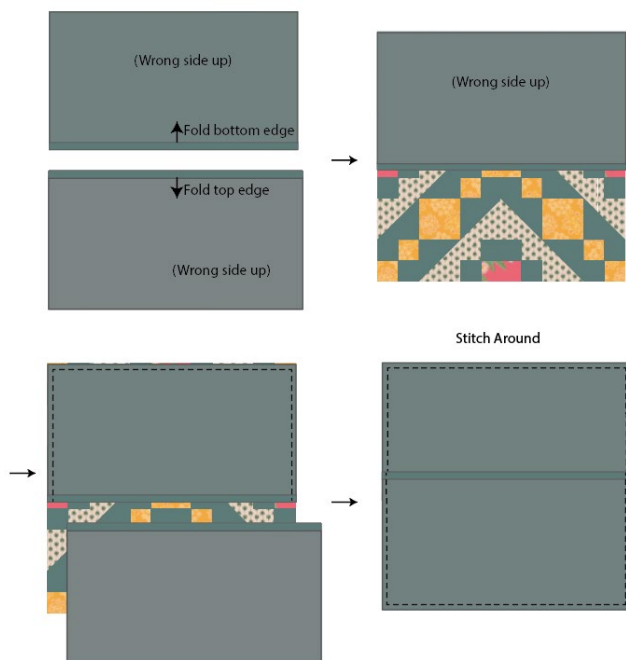 (Wrong side up)
Fold bottom edge
Fold top edge
(Wrong side up)
(Wrong side up)
Stitch Around